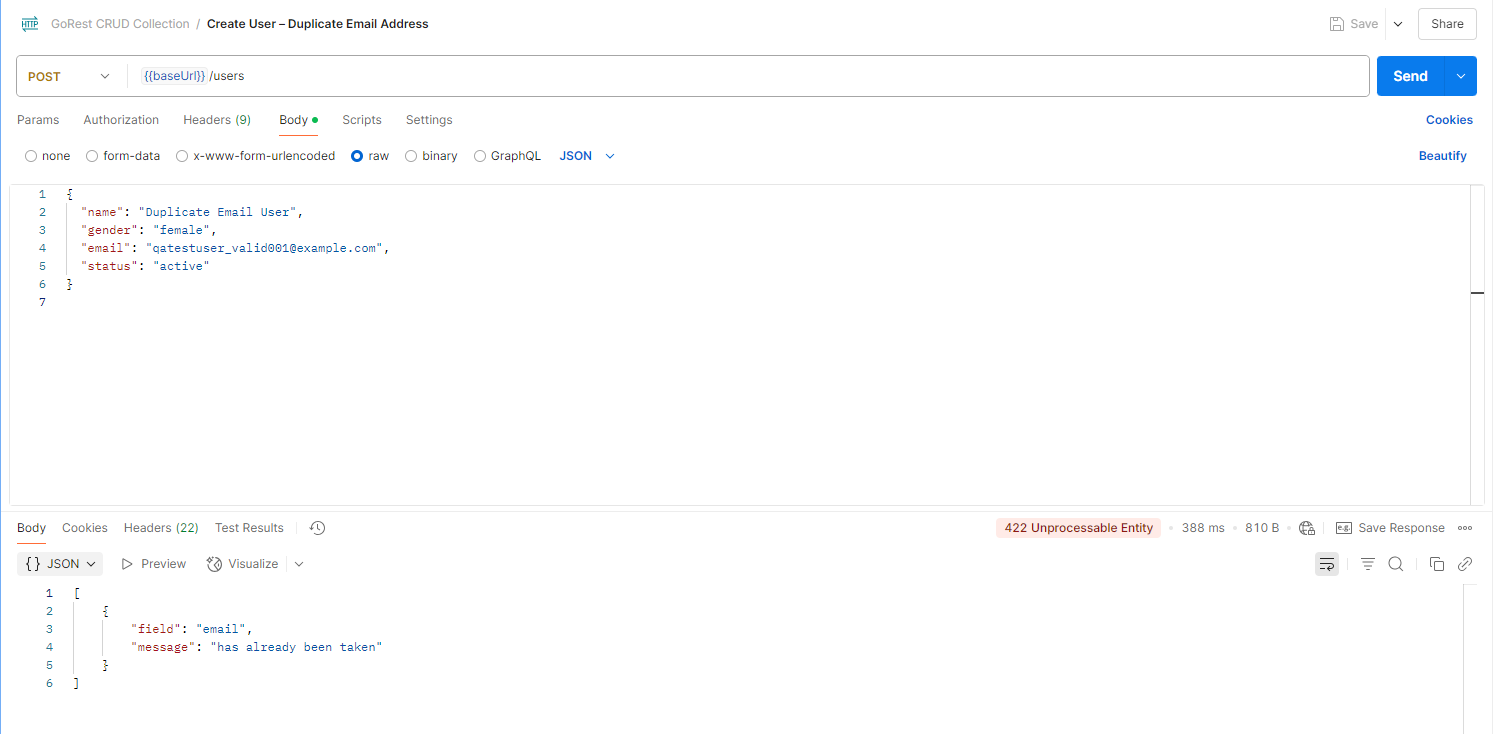 HTTP GoRest CRUD Collection / Create User – Duplicate Email Address Save Share
POST {{baseUrl}} /users Send
Params Authorization Headers (9) Body Scripts Settings Cookies
none form-data x-www-form-urlencoded raw binary GraphQL JSON Beautify
1 {
2 "name": "Duplicate Email User",
3 "gender": "female",
4 "email": "qatestuser_valid001@example.com",
5 "status": "active"
6 }
7
Body Cookies Headers (22) Test Results 422 Unprocessable Entity • 388 ms • 810 B • e.g. Save Response
{} JSON Preview Visualize
1 [
2 {
3 "field": "email",
4 "message": "has already been taken"
5 }
6 ]